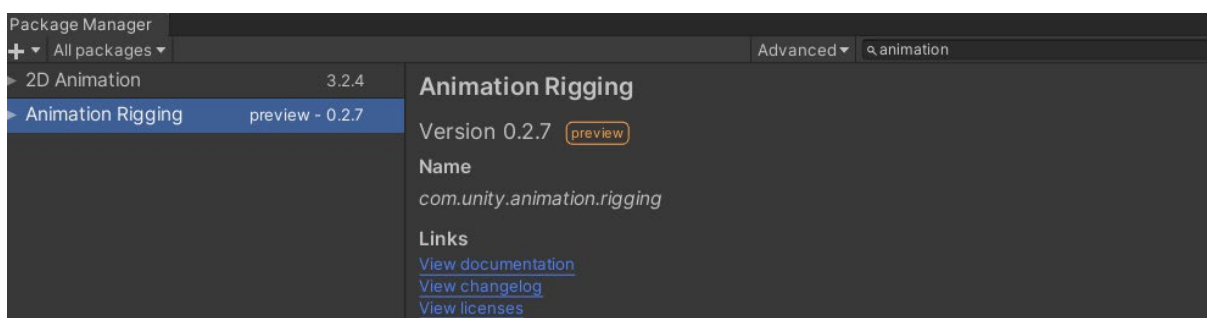 Package Manager
+ All packages Advanced animation
2D Animation 3.2.4
Animation Rigging preview - 0.2.7
Animation Rigging
Version 0.2.7 preview
Name
com.unity.animation.rigging
Links
View documentation
View changelog
View licenses